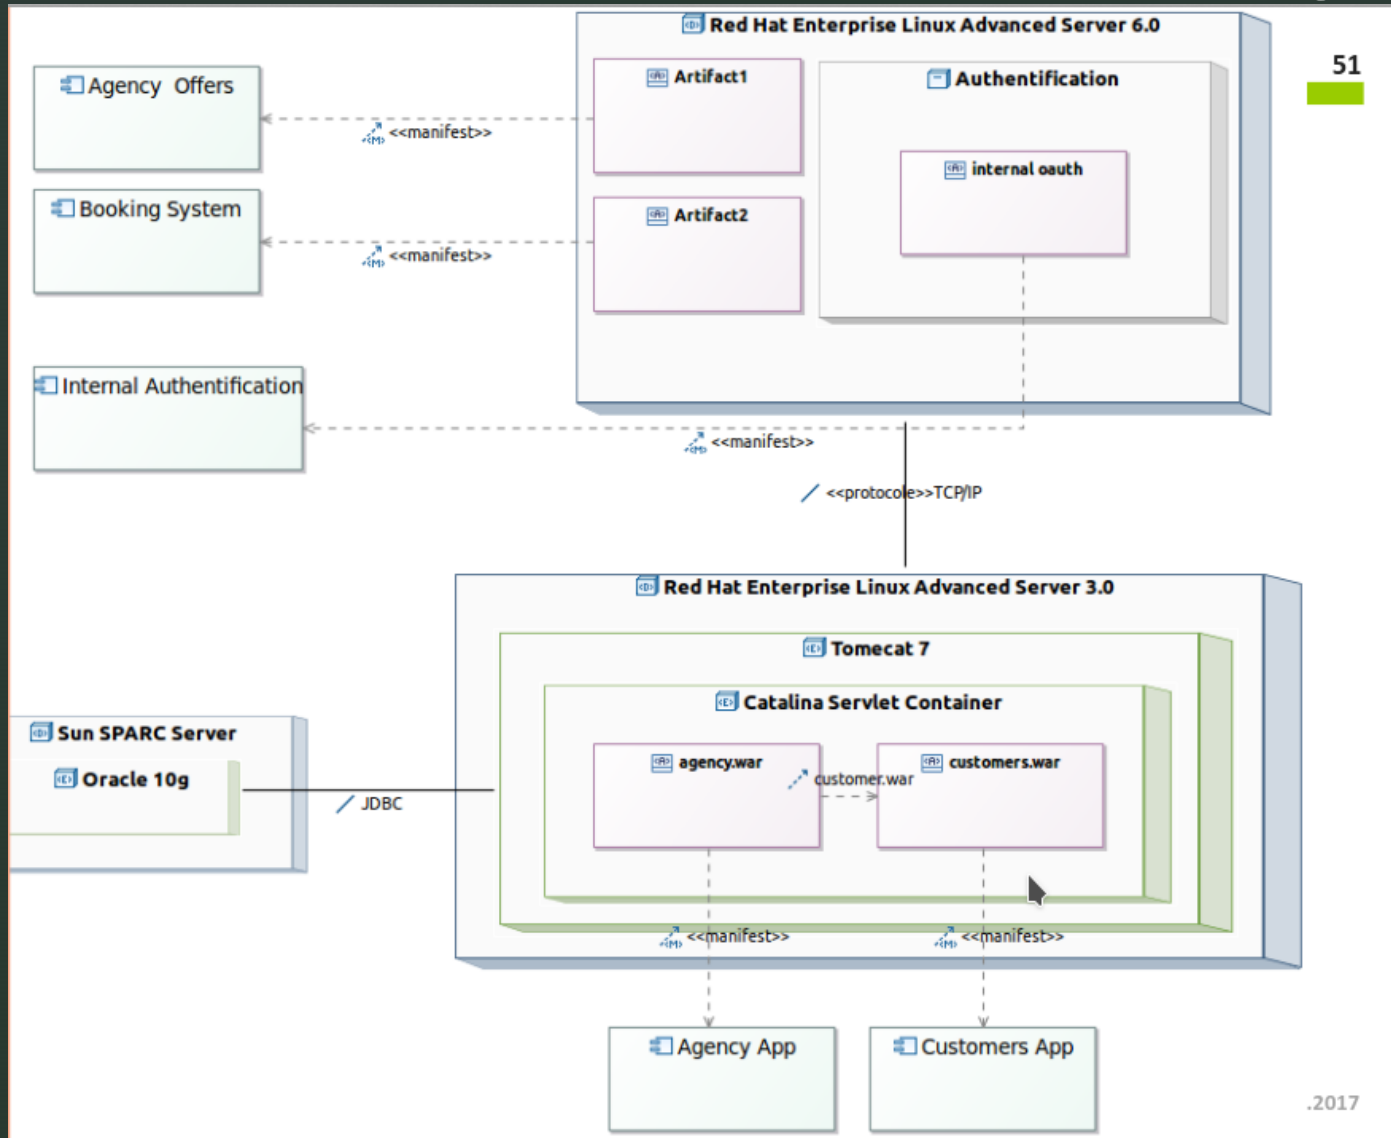 Red Hat Enterprise Linux Advanced Server 6.0
51
Agency Offers
Artifact1
Authentification
<<manifest>>
internal oauth
Booking System
Artifact2
<<manifest>>
Internal Authentification
<<manifest>>
<<protocole>>TCP/IP
Red Hat Enterprise Linux Advanced Server 3.0
Tomecat 7
Catalina Servlet Container
Sun SPARC Server
Oracle 10g
agency.war
customer.war
customers.war
JDBC
<<manifest>>
<<manifest>>
Agency App
Customers App
.2017